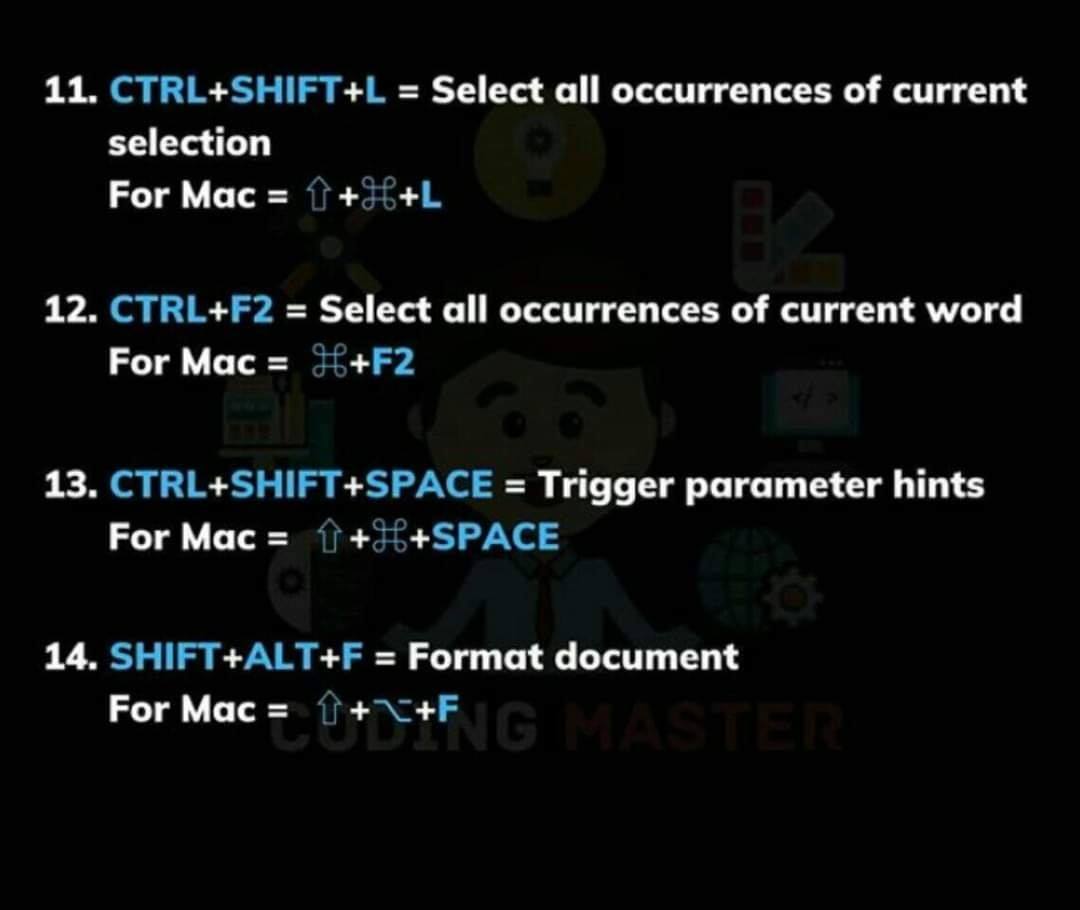 11. CTRL+SHIFT+L = Select all occurrences of current
selection
For Mac = ⇧+⌘+L
12. CTRL+F2 = Select all occurrences of current word
For Mac = ⌘+F2
13. CTRL+SHIFT+SPACE = Trigger parameter hints
For Mac = ⇧+⌘+SPACE
14. SHIFT+ALT+F = Format document
For Mac = ⇧+⌥+F
CODING MASTER